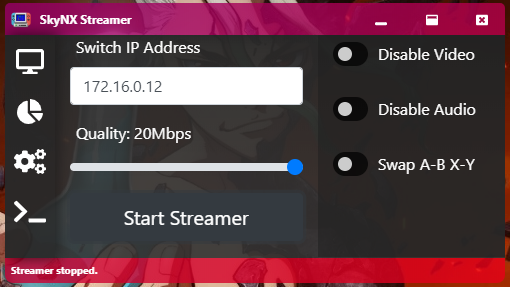 SkyNX Streamer
Switch IP Address
172.16.0.12
Quality: 20Mbps
Start Streamer
Disable Video
Disable Audio
Swap A-B X-Y
Streamer stopped.